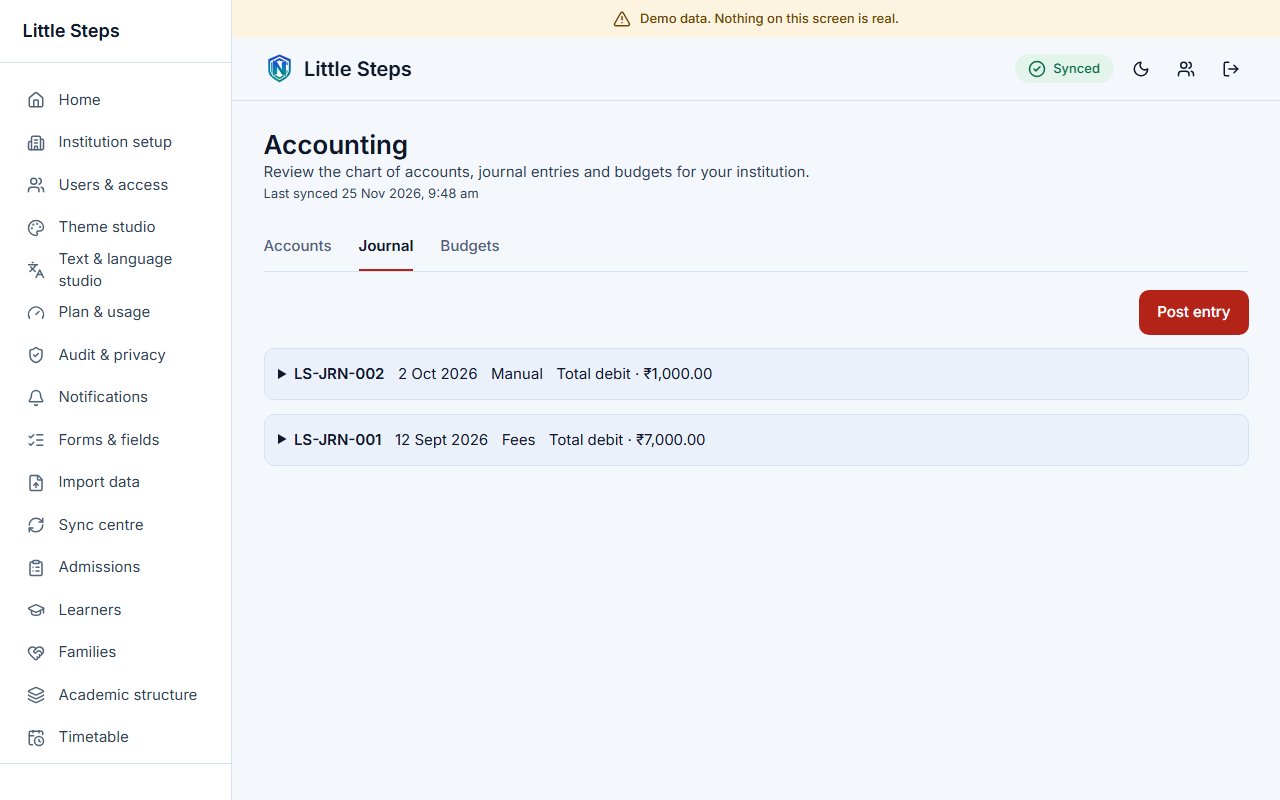 Little Steps
Home
Institution setup
Users & access
Theme studio
Text & language
studio
Plan & usage
Audit & privacy
Notifications
Forms & fields
Import data
Sync centre
Admissions
Learners
Families
Academic structure
Timetable
Demo data. Nothing on this screen is real.
Little Steps
Synced
Accounting
Review the chart of accounts, journal entries and budgets for your institution.
Last synced 25 Nov 2026, 9:48 am
Accounts Journal Budgets
Post entry
LS-JRN-002 2 Oct 2026 Manual Total debit · ₹1,000.00
LS-JRN-001 12 Sept 2026 Fees Total debit · ₹7,000.00